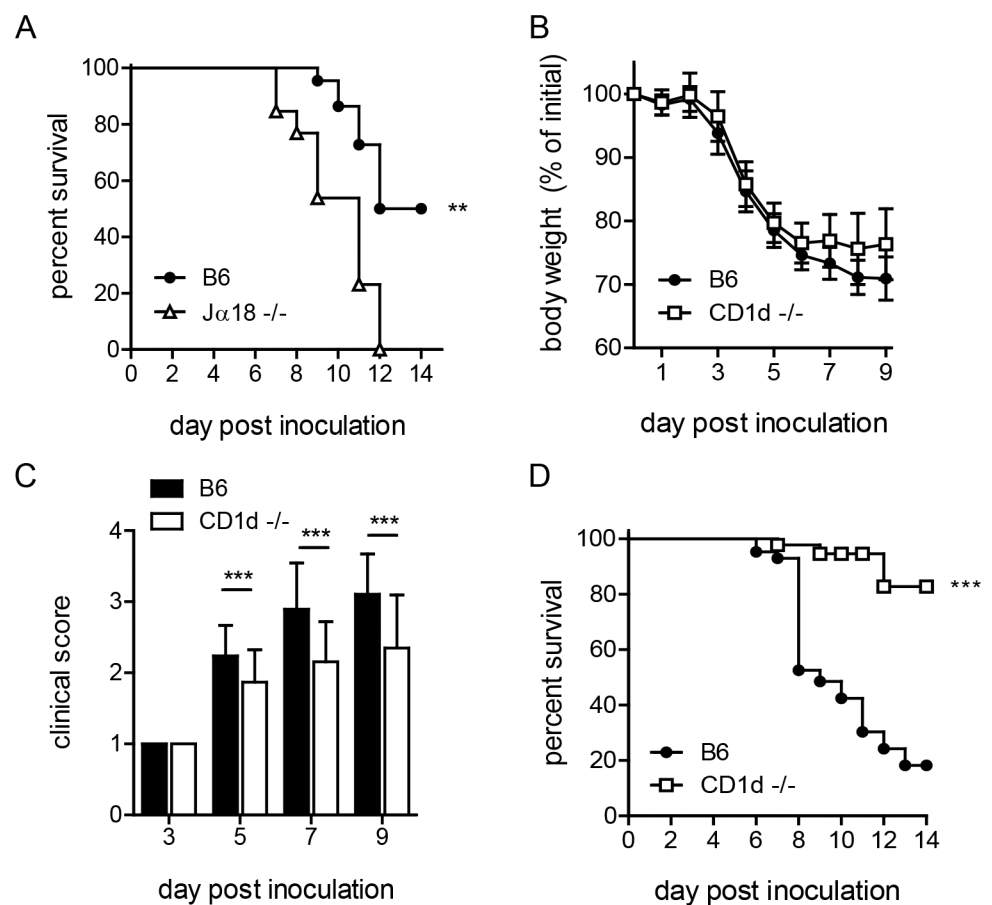 A
percent survival
100
80
60
40
20
0
**
B6
Jα18 -/-
0 2 4 6 8 10 12 14
day post inoculation
B
body weight (% of initial)
100
90
80
70
60
B6
CD1d -/-
1 3 5 7 9
day post inoculation
C
B6
CD1d -/-
clinical score
4
3
2
1
0
***
***
***
3 5 7 9
day post inoculation
D
percent survival
100
80
60
40
20
0
***
B6
CD1d -/-
0 2 4 6 8 10 12 14
day post inoculation